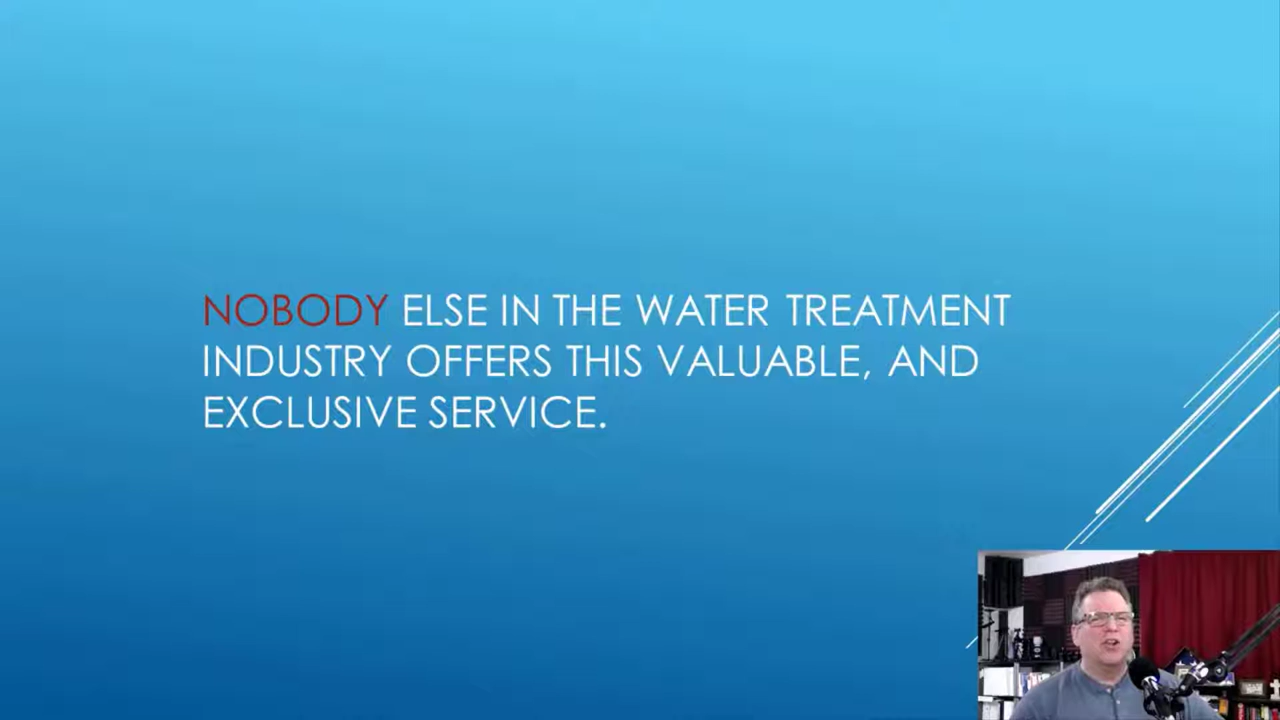 NOBODY ELSE IN THE WATER TREATMENT
INDUSTRY OFFERS THIS VALUABLE, AND
EXCLUSIVE SERVICE.